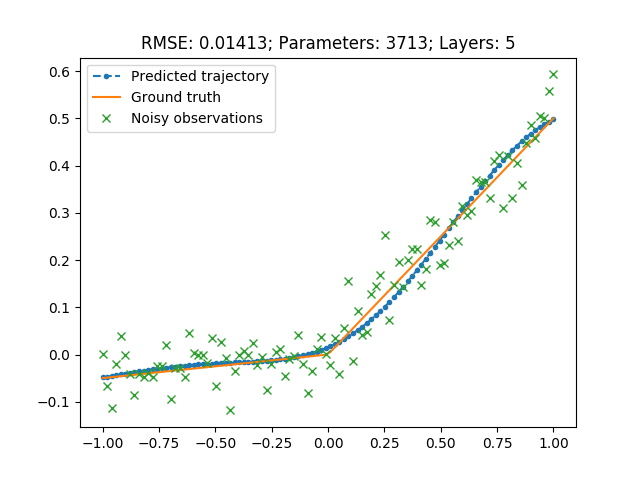 RMSE: 0.01413; Parameters: 3713; Layers: 5
Predicted trajectory
Ground truth
Noisy observations
0.6
0.5
0.4
0.3
0.2
0.1
0.0
−0.1
−1.00 −0.75 −0.50 −0.25 0.00 0.25 0.50 0.75 1.00